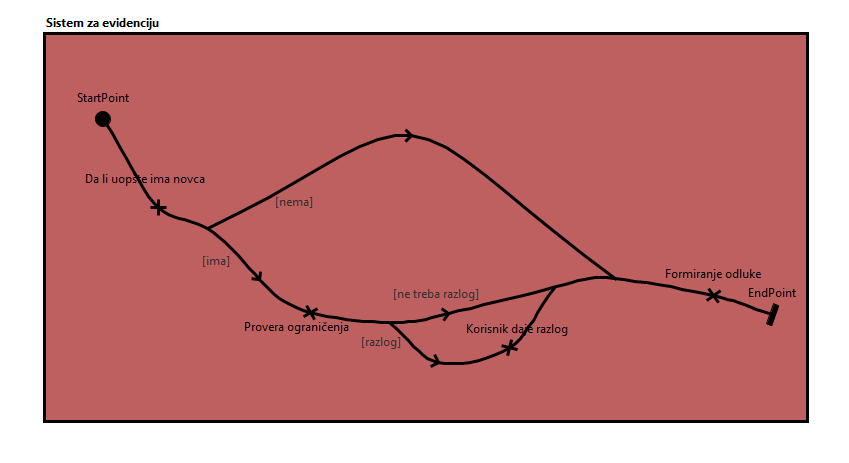 Sistem za evidenciju
StartPoint
Da li uopšte ima novca
[nema]
[ima]
Formiranje odluke
EndPoint
[ne treba razlog]
Provera ograničenja
Korisnik daje razlog
[razlog]